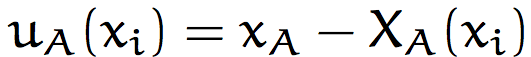 u_A(x_i) = x_A − X_A(x_i)